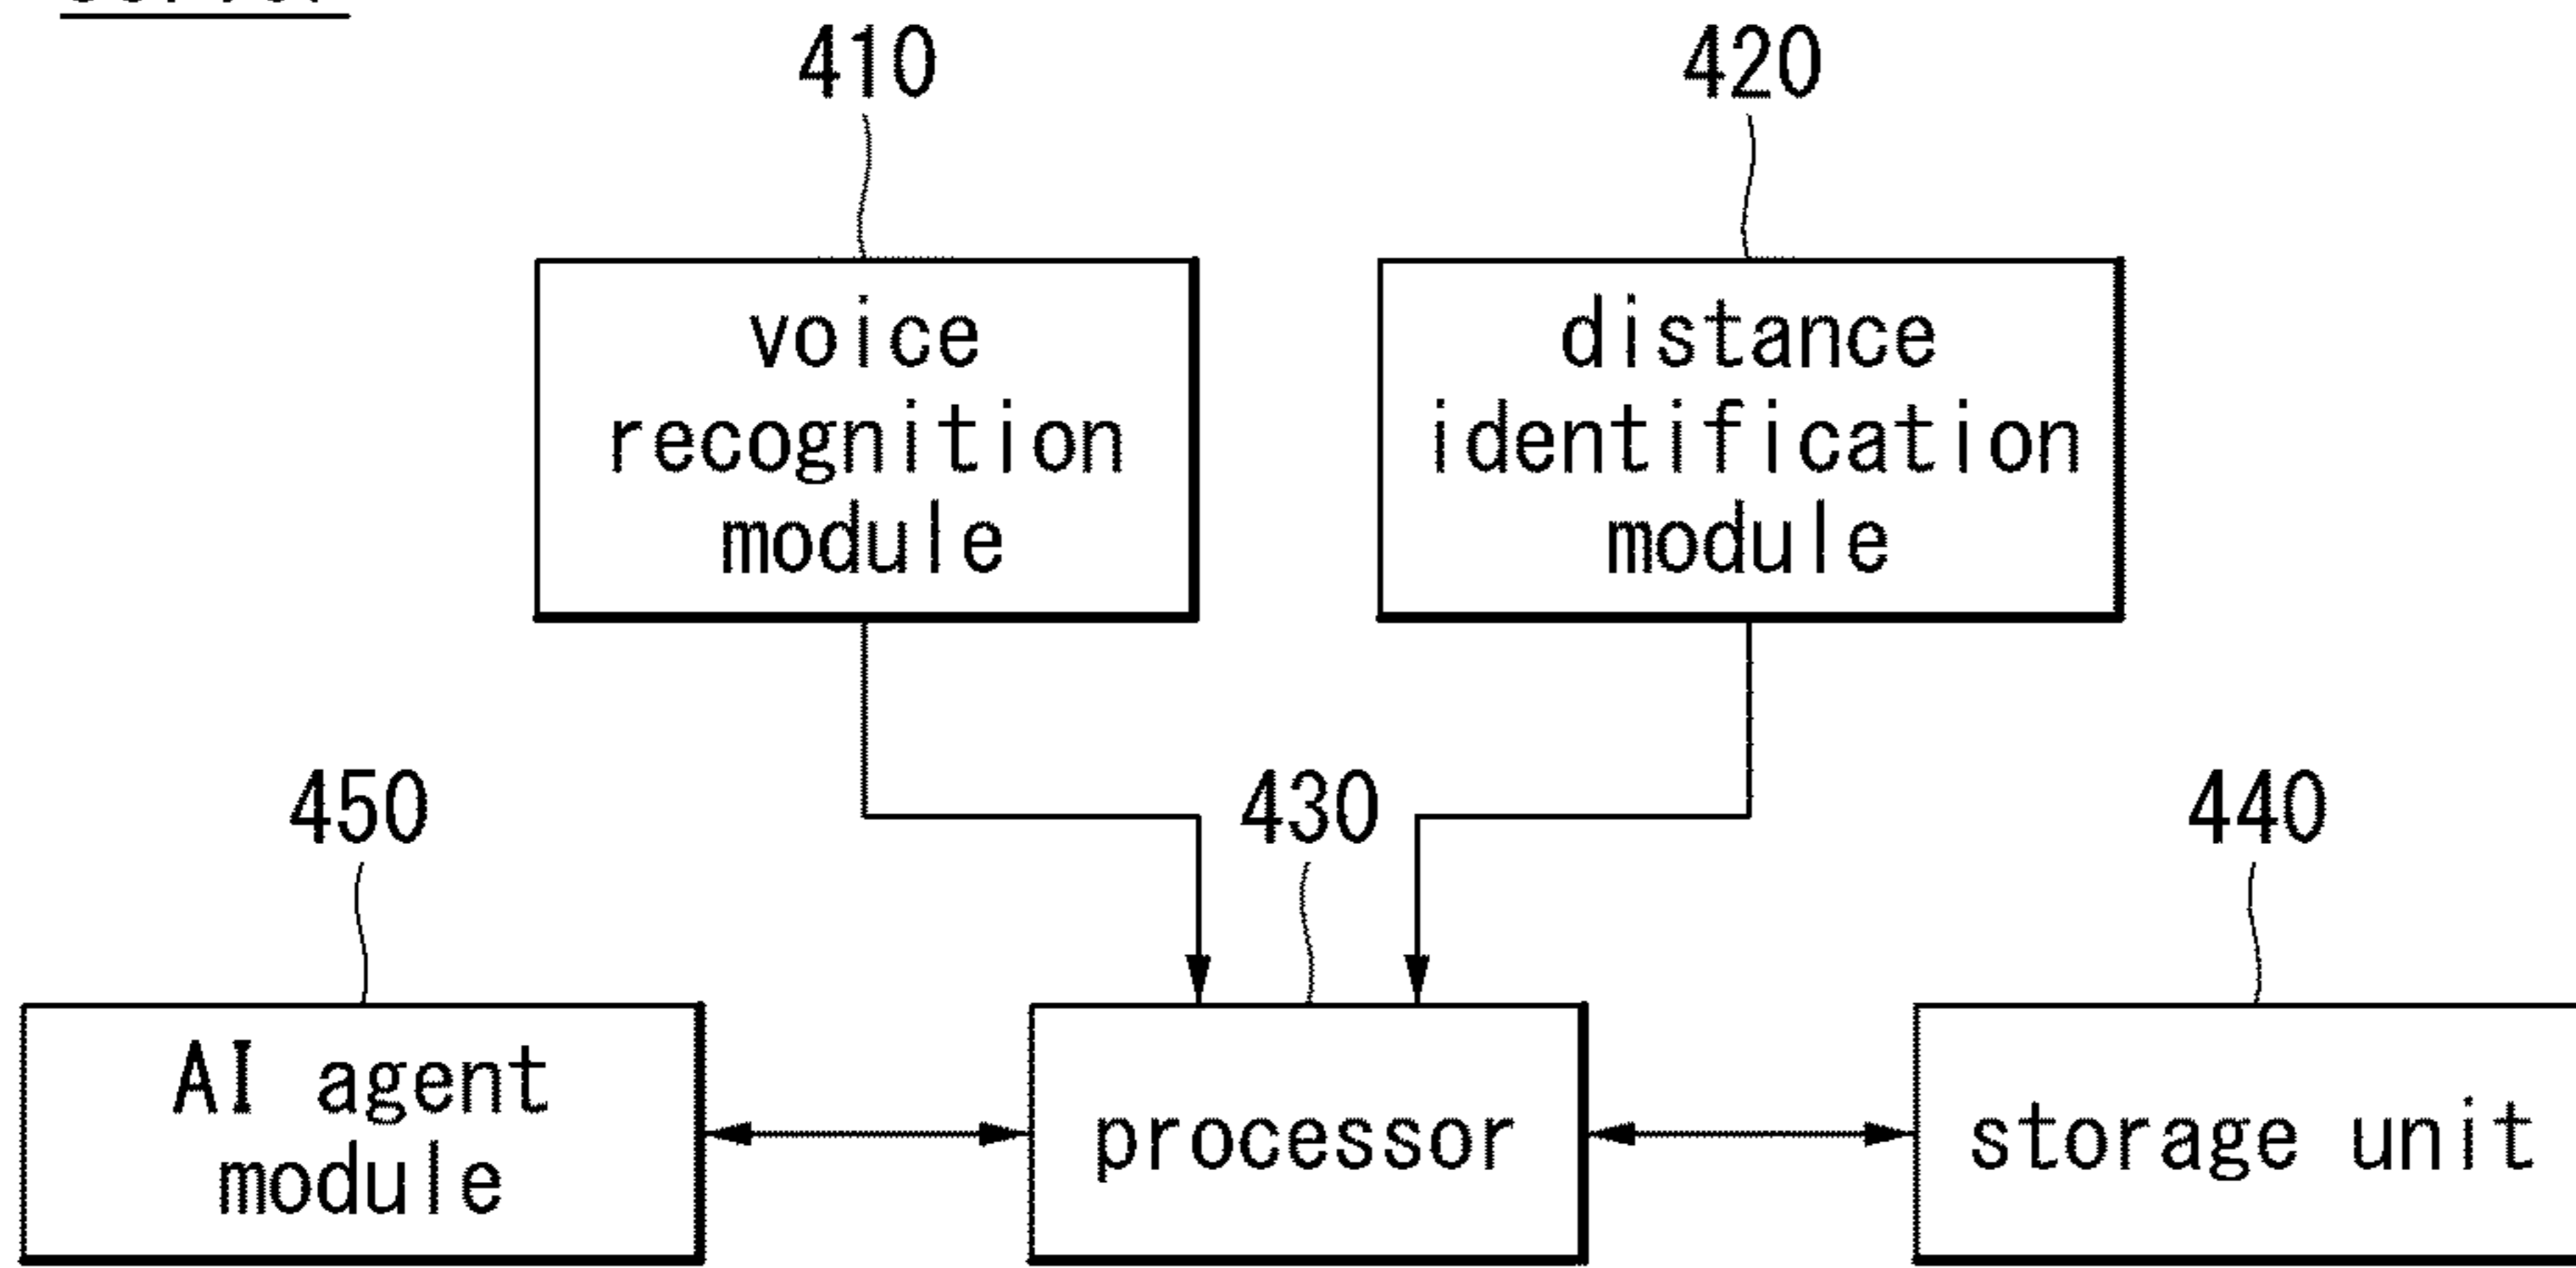 410
420
voice
recognition
module
distance
identification
module
450
430
440
AI agent
module
processor
storage unit